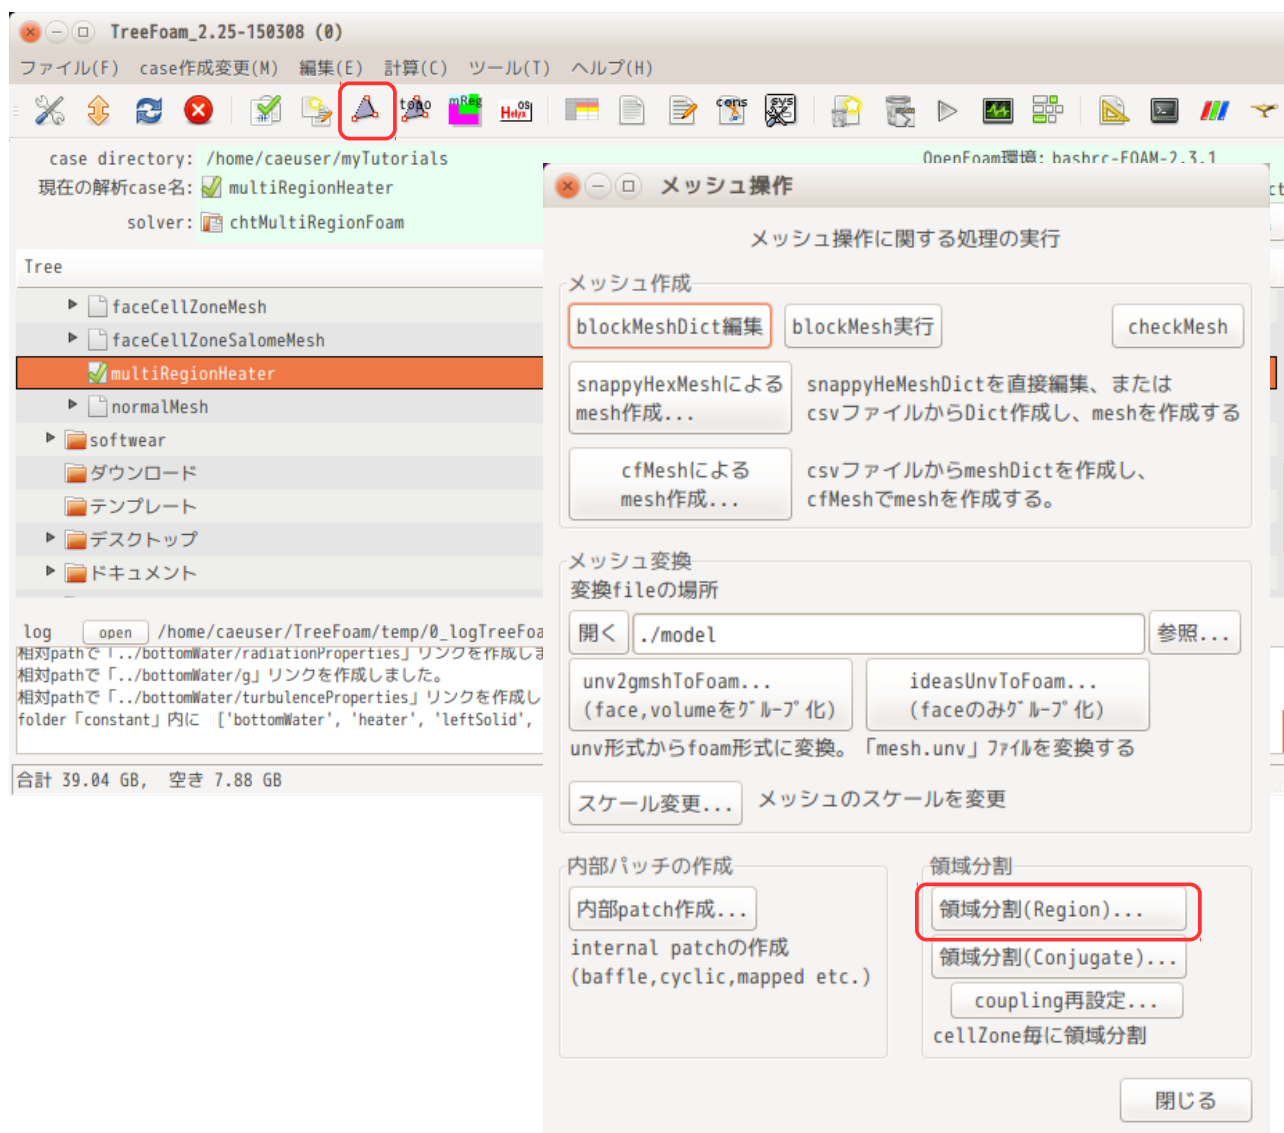 TreeFoam_2.25-150308 (0)
ファイル(F) case作成変更(M) 編集(E) 計算(C) ツール(T) ヘルプ(H)
topo mReg OS Helyx cons sys
case directory: /home/caeuser/myTutorials
OpenFoam環境: bashrc-FOAM-2.3.1
現在の解析case名: multiRegionHeater
solver: chtMultiRegionFoam
Tree
faceCellZoneMesh
faceCellZoneSalomeMesh
multiRegionHeater
normalMesh
softwear
ダウンロード
テンプレート
デスクトップ
ドキュメント
log open /home/caeuser/TreeFoam/temp/0_logTreeFoa
相対pathで「../bottomWater/radiationProperties」リンクを作成しま
相対pathで「../bottomWater/g」リンクを作成しました。
相対pathで「../bottomWater/turbulenceProperties」リンクを作成し
folder「constant」内に ['bottomWater', 'heater', 'leftSolid',
合計 39.04 GB, 空き 7.88 GB
メッシュ操作
メッシュ操作に関する処理の実行
メッシュ作成
blockMeshDict編集 blockMesh実行 checkMesh
snappyHexMeshによる
mesh作成...
snappyHeMeshDictを直接編集、または
csvファイルからDict作成し、meshを作成する
cfMeshによる
mesh作成...
csvファイルからmeshDictを作成し、
cfMeshでmeshを作成する。
メッシュ変換
変換fileの場所
開く ./model 参照...
unv2gmshToFoam...
(face,volumeをｸﾞﾙｰﾌﾟ化)
ideasUnvToFoam...
(faceのみｸﾞﾙｰﾌﾟ化)
unv形式からfoam形式に変換。「mesh.unv」ﾌｧｲﾙを変換する
スケール変更... メッシュのスケールを変更
内部パッチの作成
内部patch作成...
internal patchの作成
(baffle,cyclic,mapped etc.)
領域分割
領域分割(Region)...
領域分割(Conjugate)...
coupling再設定...
cellZone毎に領域分割
閉じる